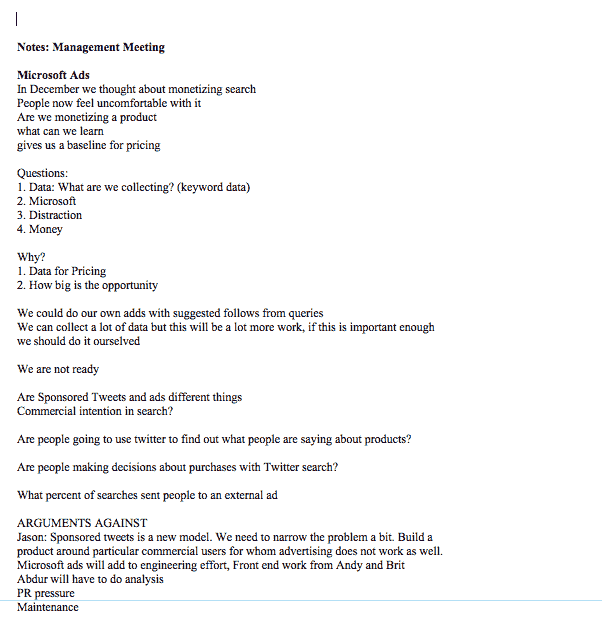 Notes: Management Meeting
Microsoft Ads
In December we thought about monetizing search
People now feel uncomfortable with it
Are we monetizing a product
what can we learn
gives us a baseline for pricing
Questions:
1. Data: What are we collecting? (keyword data)
2. Microsoft
3. Distraction
4. Money
Why?
1. Data for Pricing
2. How big is the opportunity
We could do our own adds with suggested follows from queries
We can collect a lot of data but this will be a lot more work, if this is important enough
we should do it ourselved
We are not ready
Are Sponsored Tweets and ads different things
Commercial intention in search?
Are people going to use twitter to find out what people are saying about products?
Are people making decisions about purchases with Twitter search?
What percent of searches sent people to an external ad
ARGUMENTS AGAINST
Jason: Sponsored tweets is a new model. We need to narrow the problem a bit. Build a
product around particular commercial users for whom advertising does not work as well.
Microsoft ads will add to engineering effort, Front end work from Andy and Brit
Abdur will have to do analysis
PR pressure
Maintenance